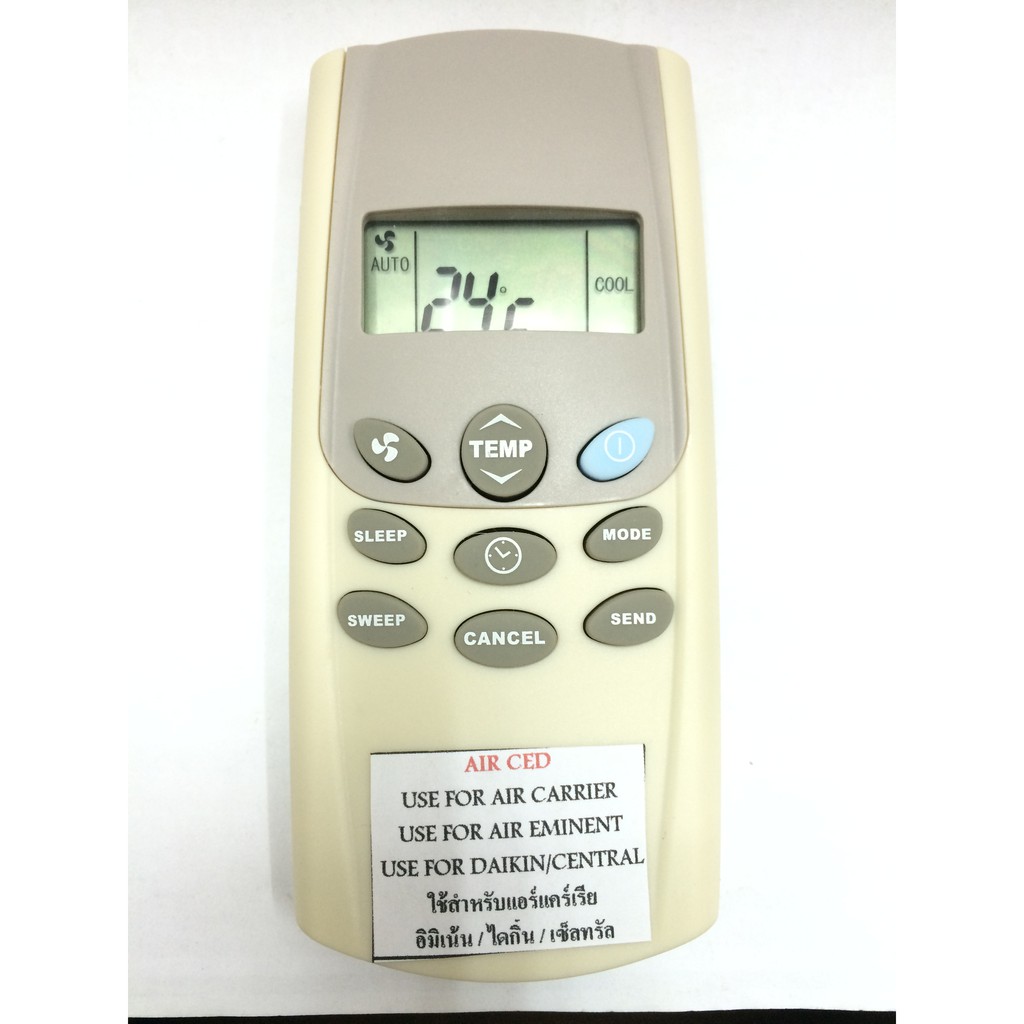 AUTO
24°C
COOL
TEMP
SLEEP
MODE
SWEEP
CANCEL
SEND
AIR CED
USE FOR AIR CARRIER
USE FOR AIR EMINENT
USE FOR DAIKIN/CENTRAL
ใช้สำหรับแอร์แคร์เรีย
อิมิเน้น / ไดกิ้น / เซ็สทรัล